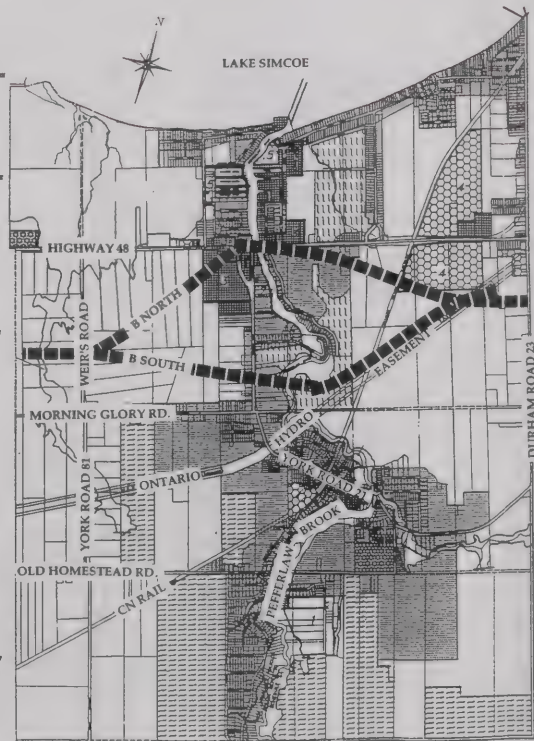 N
LAKE SIMCOE
5
HIGHWAY 48
4
4
B NORTH
WEIR'S ROAD
B SOUTH
EASEMENT
HYDRO
MORNING GLORY RD.
DURHAM ROAD 23
ONTARIO
YORK ROAD 21
YORK ROAD 81
BROOK
PEFFERLAW
OLD HOMESTEAD RD.
CN RAIL
1